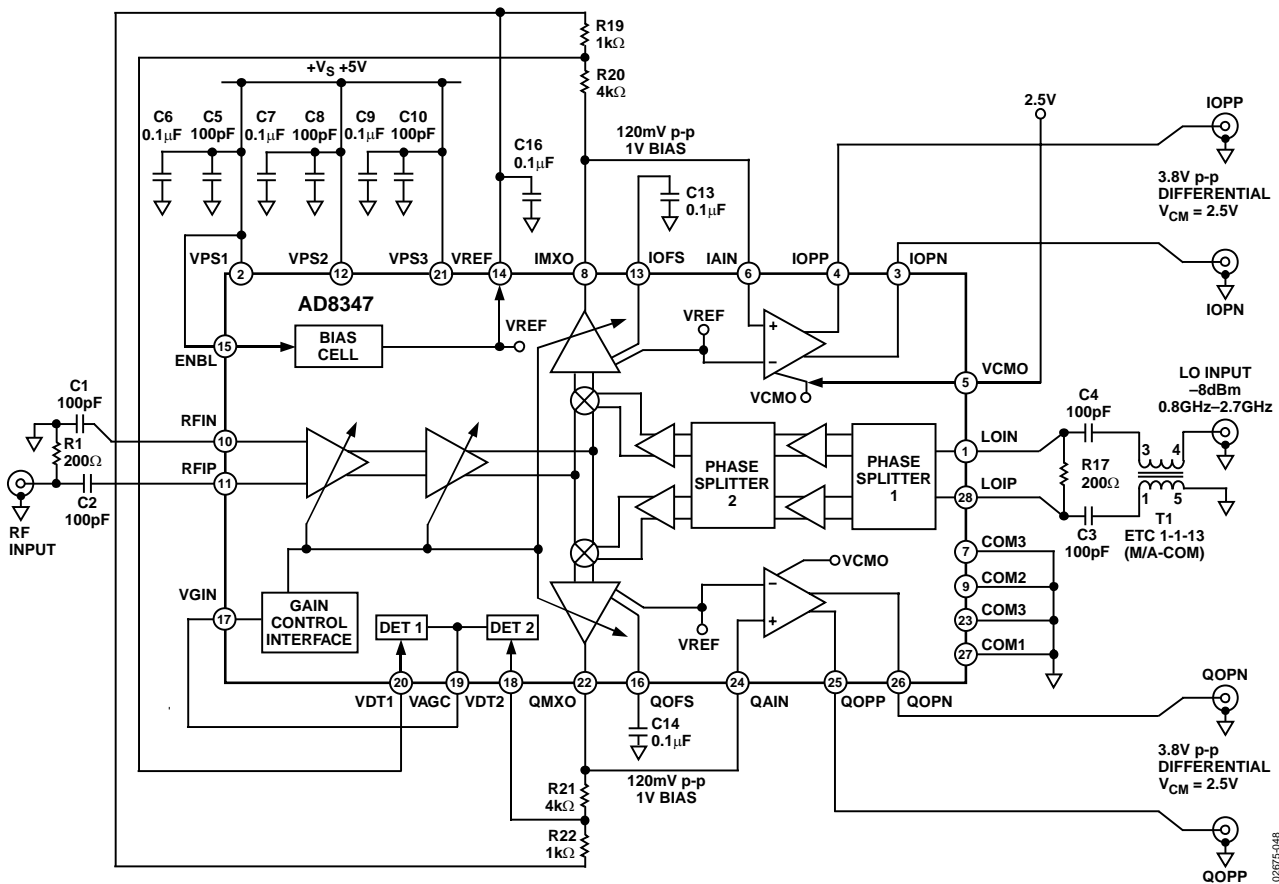 R19
1kΩ
R20
4kΩ
+VS +5V
C6
0.1μF
C5
100pF
C7
0.1μF
C8
100pF
C9
0.1μF
C10
100pF
C16
0.1μF
120mV p-p
1V BIAS
C13
0.1μF
2.5V
IOPP
3.8V p-p
DIFFERENTIAL
VCM = 2.5V
IOPN
VPS1
2
VPS2
12
VPS3
21
VREF
14
IMXO
8
IOFS
13
IAIN
6
IOPP
4
IOPN
3
AD8347
BIAS
CELL
VREF
VREF
+
–
VCMO
15
ENBL
5
VCMO
LO INPUT
–8dBm
0.8GHz–2.7GHz
C1
100pF
R1
200Ω
C2
100pF
RF
INPUT
RFIN
10
RFIP
11
PHASE
SPLITTER
2
PHASE
SPLITTER
1
1
LOIN
28
LOIP
C4
100pF
R17
200Ω
C3
100pF
3
4
1
5
T1
ETC 1-1-13
(M/A-COM)
7
COM3
9
COM2
23
COM3
27
COM1
VGIN
17
GAIN
CONTROL
INTERFACE
DET 1
DET 2
VREF
–
+
VCMO
20
VDT1
19
VAGC
18
VDT2
22
QMXO
16
QOFS
24
QAIN
25
QOPP
26
QOPN
C14
0.1μF
120mV p-p
1V BIAS
R21
4kΩ
R22
1kΩ
QOPN
3.8V p-p
DIFFERENTIAL
VCM = 2.5V
QOPP
02675-048